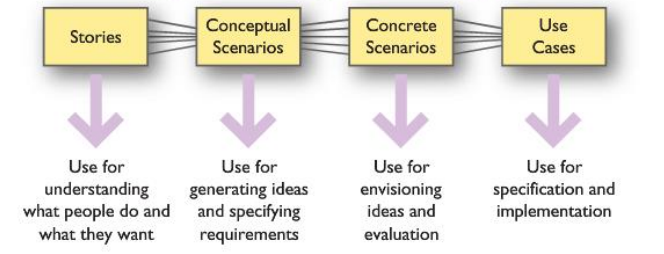 Stories
Conceptual
Scenarios
Concrete
Scenarios
Use
Cases
Use for
understanding
what people do and
what they want
Use for
generating ideas
and specifying
requirements
Use for
envisioning
ideas and
evaluation
Use for
specification and
implementation